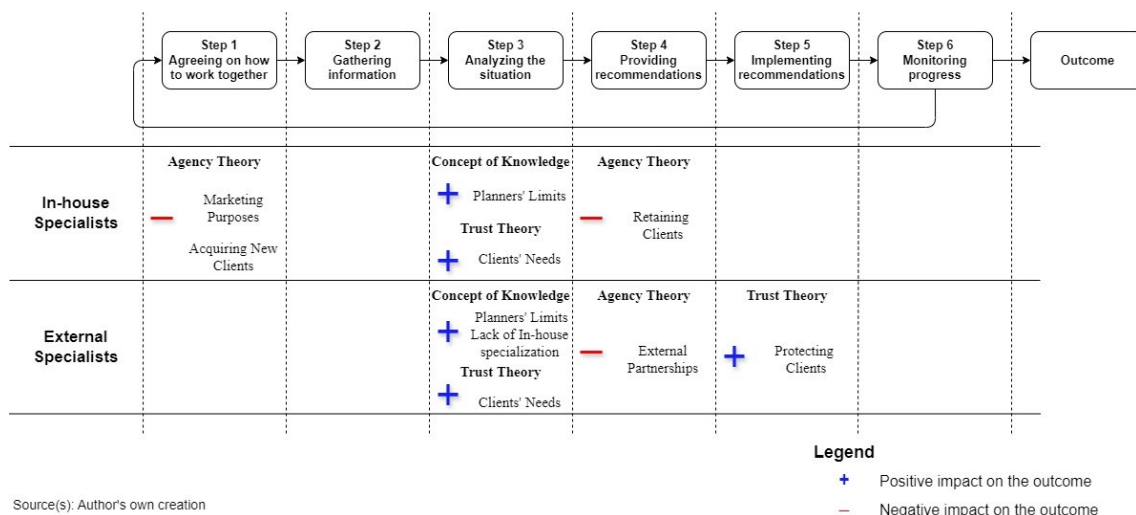 Step 1
Agreeing on how
to work together
Step 2
Gathering
information
Step 3
Analyzing the
situation
Step 4
Providing
recommendations
Step 5
Implementing
recommendations
Step 6
Monitoring
progress
Outcome
In-house
Specialists
Agency Theory
Marketing
Purposes
Acquiring New
Clients
Concept of Knowledge
Planners' Limits
Trust Theory
Clients' Needs
Agency Theory
Retaining
Clients
External
Specialists
Concept of Knowledge
Planners' Limits
Lack of In-house
specialization
Trust Theory
Clients' Needs
Agency Theory
External
Partnerships
Trust Theory
Protecting
Clients
Legend
+ Positive impact on the outcome
− Negative impact on the outcome
Source(s): Author's own creation